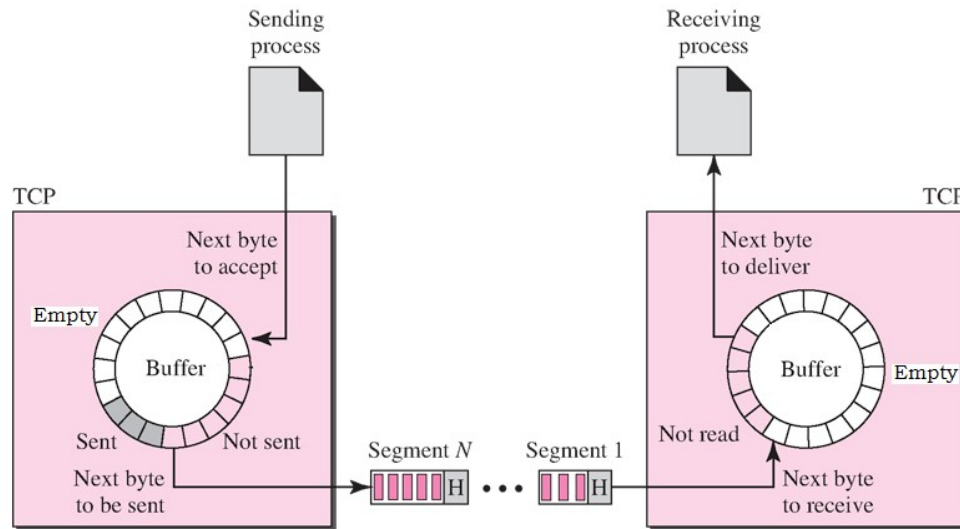 Sending
process
Receiving
process
TCP
TCP
Next byte
to accept
Next byte
to deliver
Empty
Buffer
Buffer
Empty
Sent
Not sent
Not read
Segment N
Segment 1
Next byte
to be sent
H
H
Next byte
to receive